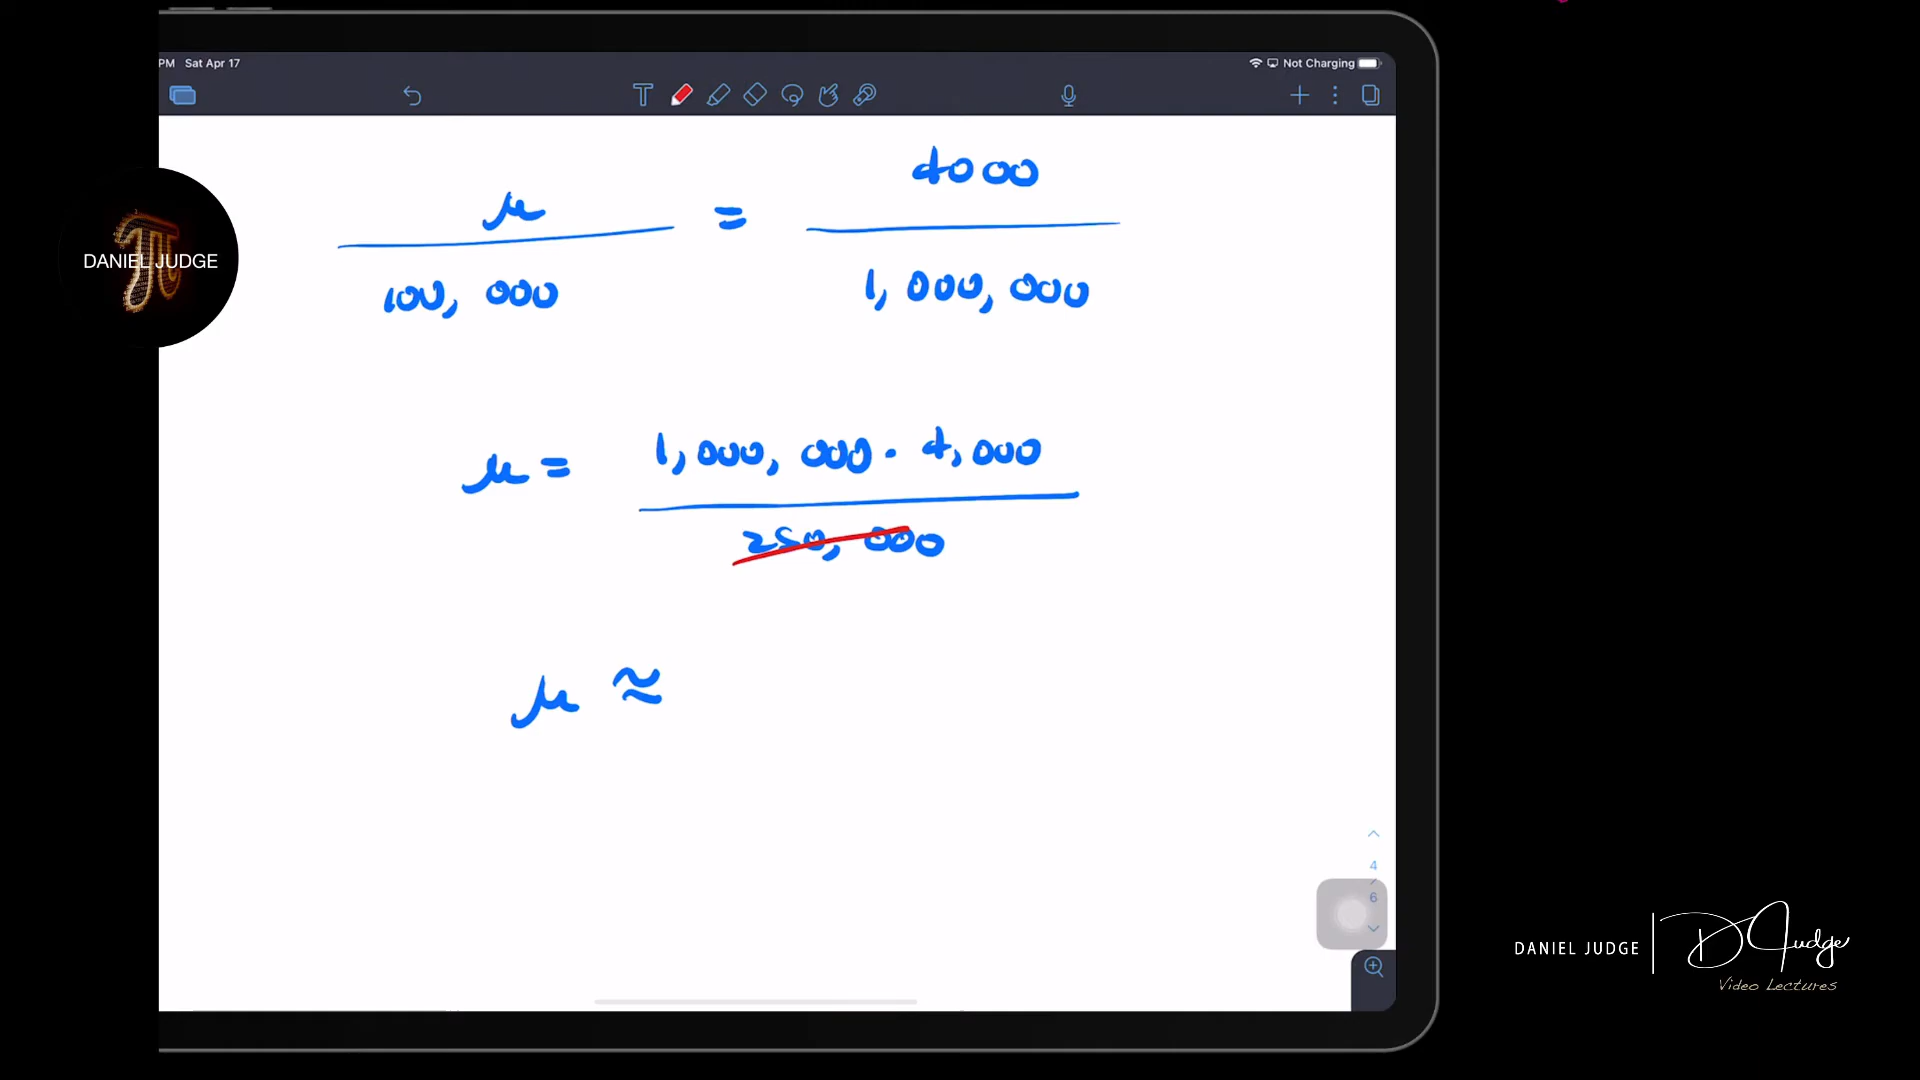 PM Sat Apr 17
Not Charging
T
4000
μ =
100, 000
1, 000, 000
DANIEL JUDGE
μ = 1, 000, 000 . 4, 000
250, 000
μ ≈
4
/
6
DANIEL JUDGE
DJudge
Video Lectures